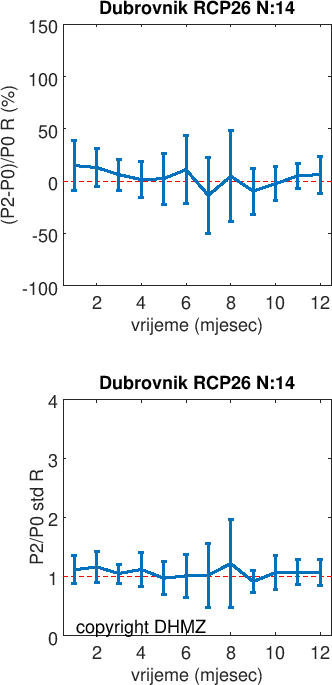 Dubrovnik RCP26 N:14
150
100
50
0
-50
-100
(P2-P0)/P0 R (%)
2 4 6 8 10 12
vrijeme (mjesec)
Dubrovnik RCP26 N:14
4
3
2
1
0
P2/P0 std R
copyright DHMZ
2 4 6 8 10 12
vrijeme (mjesec)